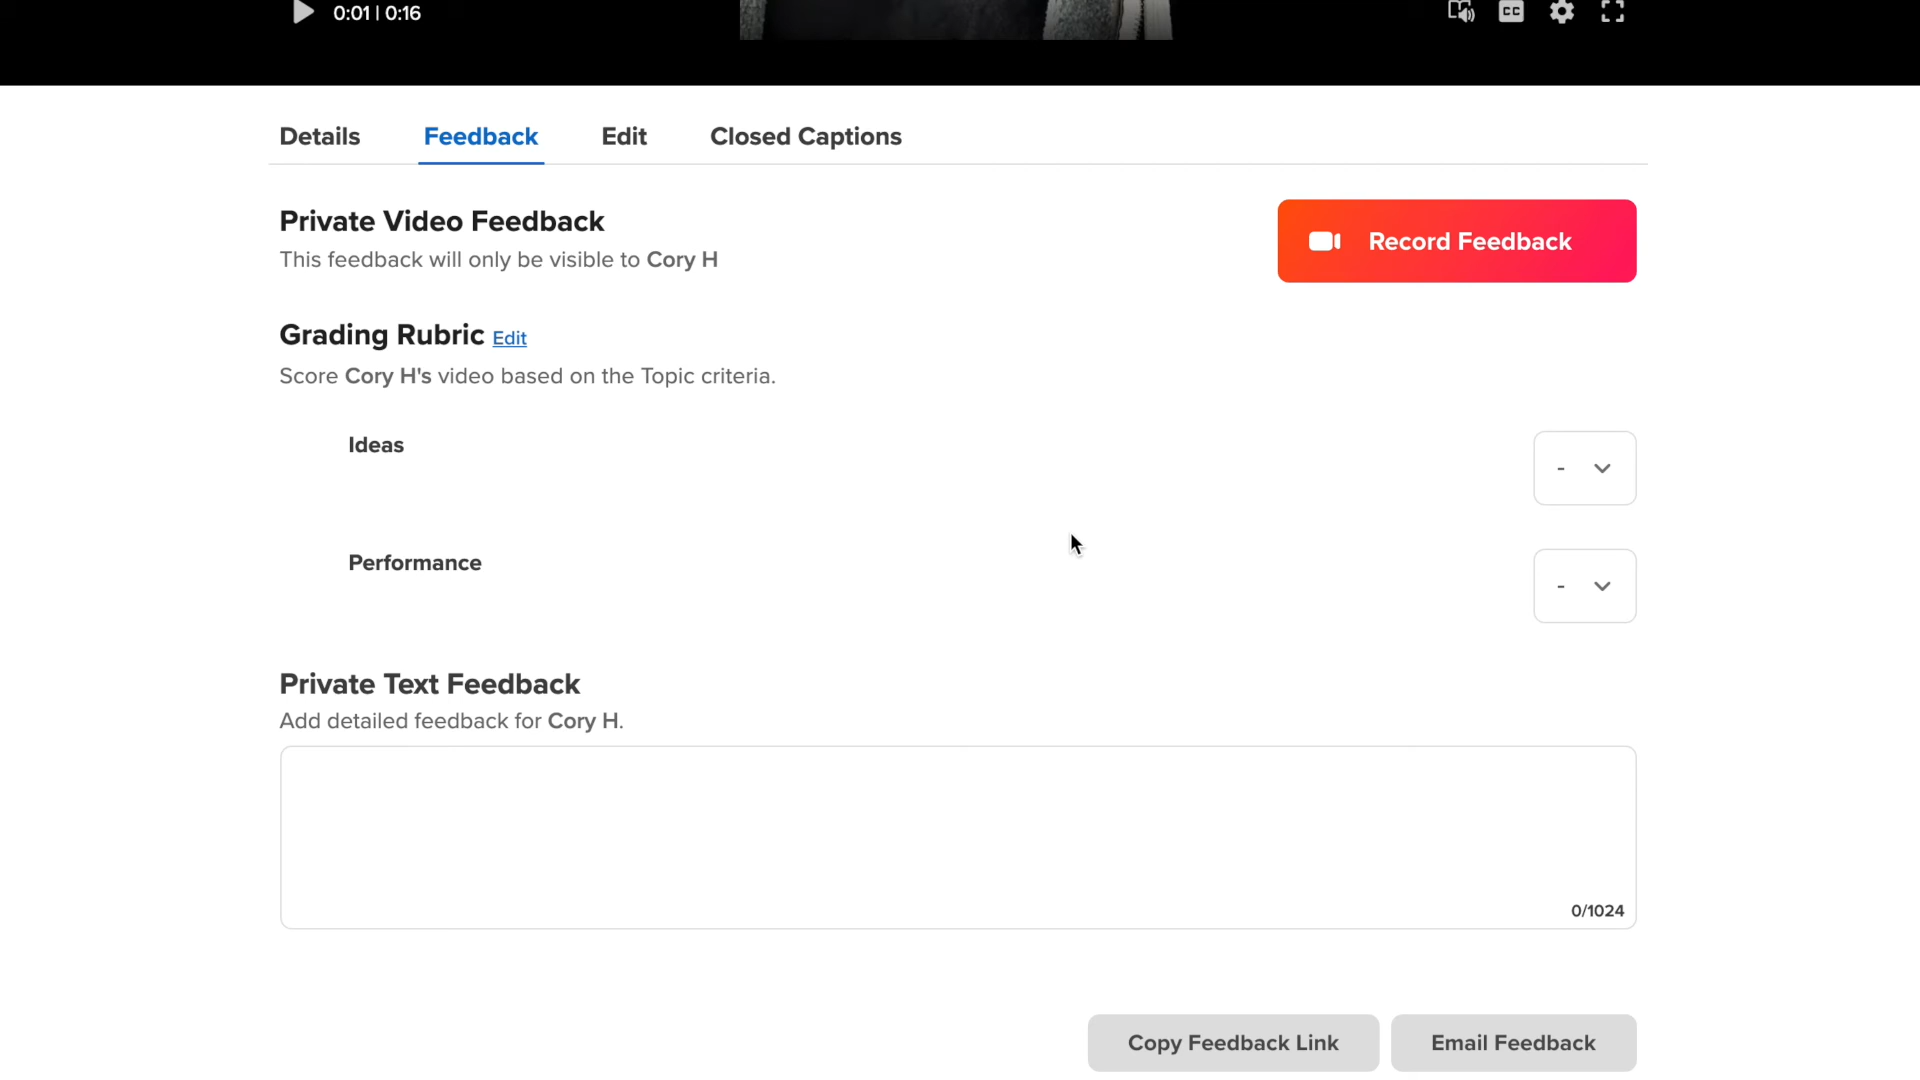 0:01 | 0:16
CC
Details Feedback Edit Closed Captions
Private Video Feedback
This feedback will only be visible to Cory H
Record Feedback
Grading Rubric Edit
Score Cory H's video based on the Topic criteria.
Ideas
-
Performance
-
Private Text Feedback
Add detailed feedback for Cory H.
0/1024
Copy Feedback Link Email Feedback